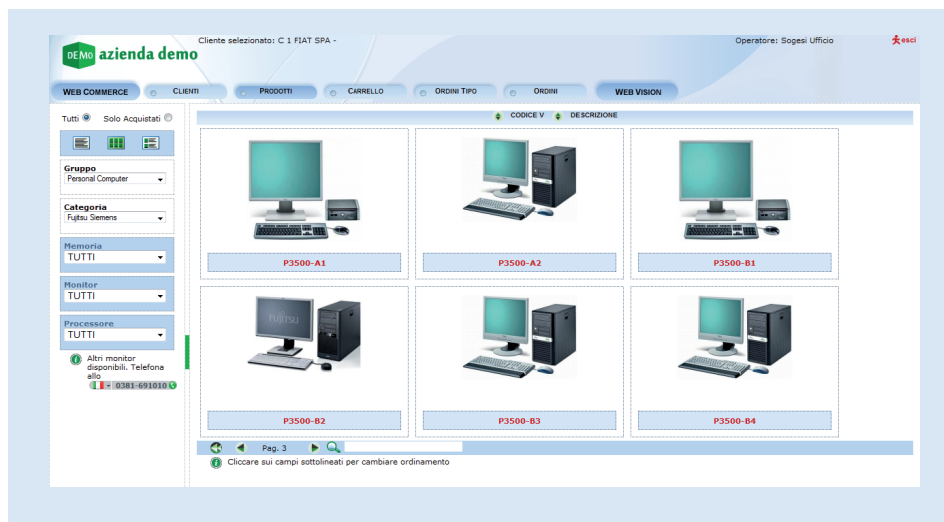 DEMO azienda demo
Cliente selezionato: C 1 FIAT SPA -
Operatore: Sogesi Ufficio
esci
WEB COMMERCE CLIENTI PRODOTTI CARRELLO ORDINI TIPO ORDINI WEB VISION
Tutti Solo Acquistati
CODICE V DESCRIZIONE
Gruppo
Personal Computer
Categoria
Fujitsu Siemens
Memoria
TUTTI
Monitor
TUTTI
Processore
TUTTI
Altri monitor
disponibili. Telefona
allo
0381-691010
P3500-A1 P3500-A2 P3500-B1
FUJITSU
P3500-B2 P3500-B3 P3500-B4
Pag. 3
Cliccare sui campi sottolineati per cambiare ordinamento